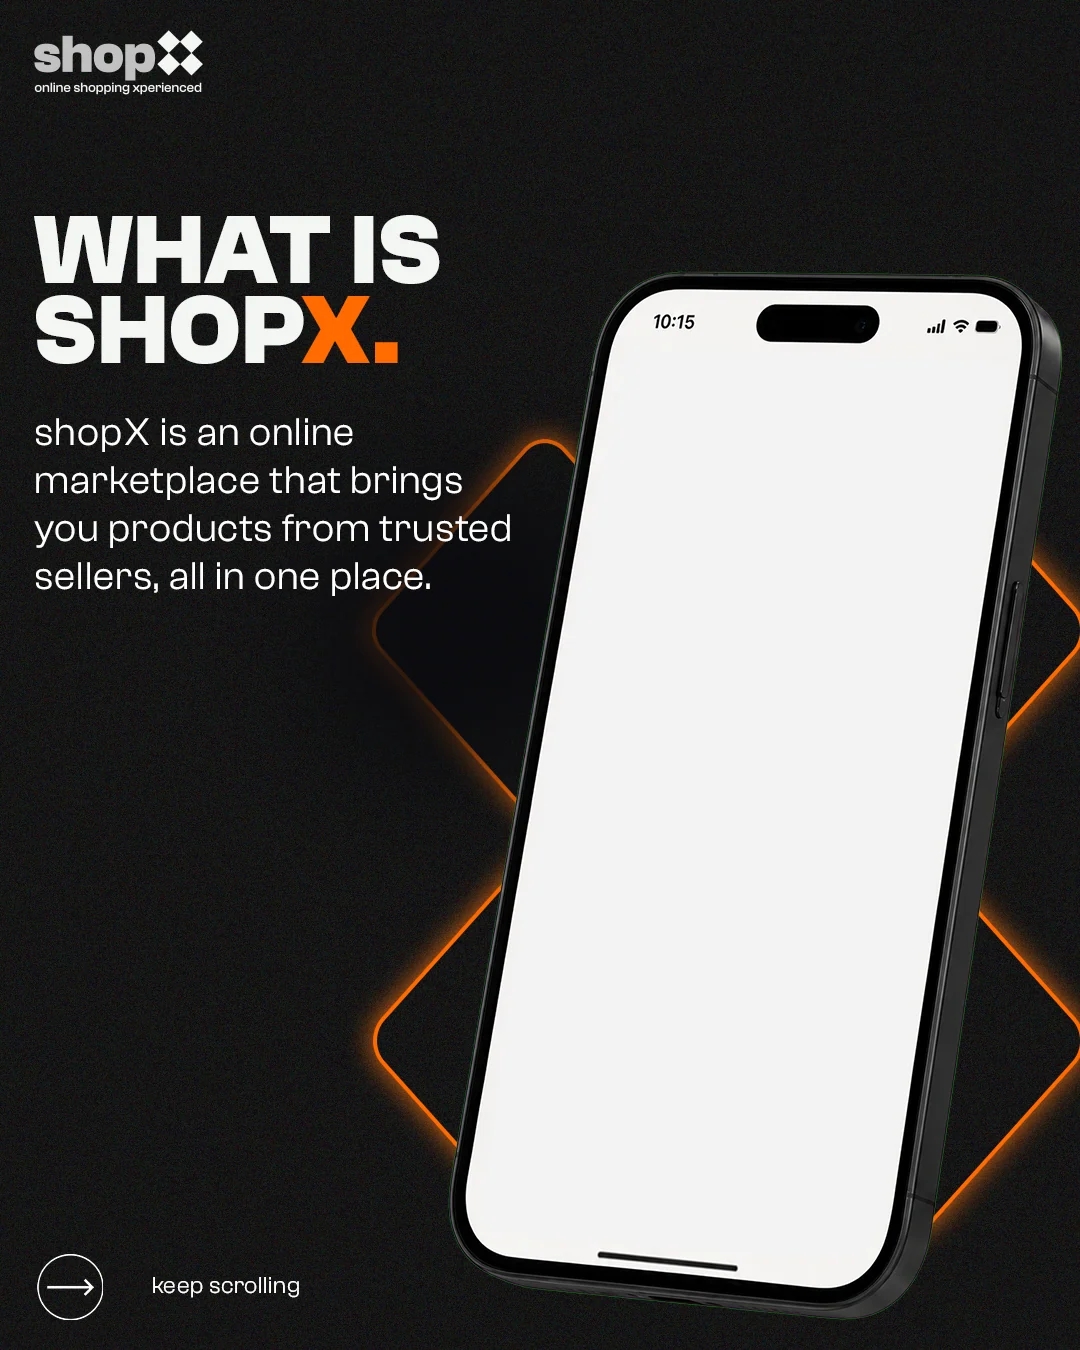 shop
online shopping xperienced
WHAT IS
SHOPX.
shopX is an online
marketplace that brings
you products from trusted
sellers, all in one place.
10:15
keep scrolling